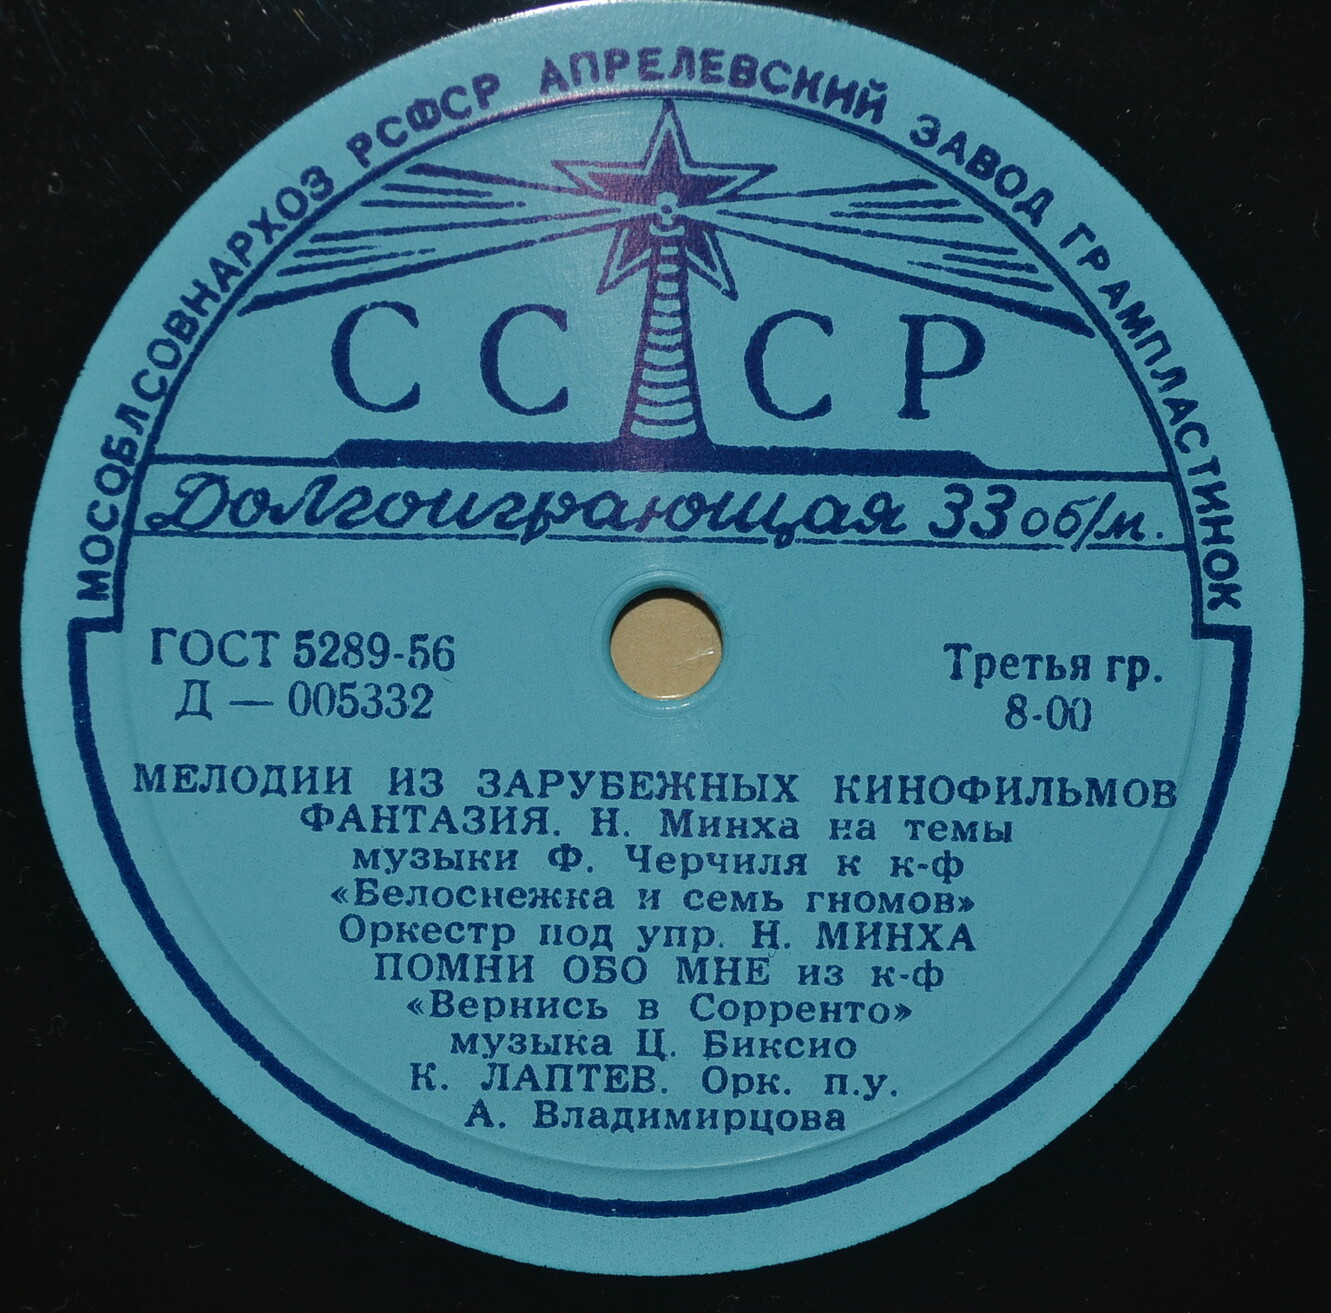 МОСОБЛСОВНАРХОЗ РСФСР АПРЕЛЕВСКИЙ ЗАВОД ГРАМПЛАСТИНОК
СССР
Долгоиграющая 33 об/м.
ГОСТ 5289-56
Д — 005332
Третья гр.
8-00
МЕЛОДИИ ИЗ ЗАРУБЕЖНЫХ КИНОФИЛЬМОВ
ФАНТАЗИЯ. Н. Минха на темы
музыки Ф. Черчиля к к-ф
«Белоснежка и семь гномов»
Оркестр под упр. Н. МИНХА
ПОМНИ ОБО МНЕ из к-ф
«Вернись в Сорренто»
музыка Ц. Биксио
К. ЛАПТЕВ. Орк. п.у.
А. Владимирцова